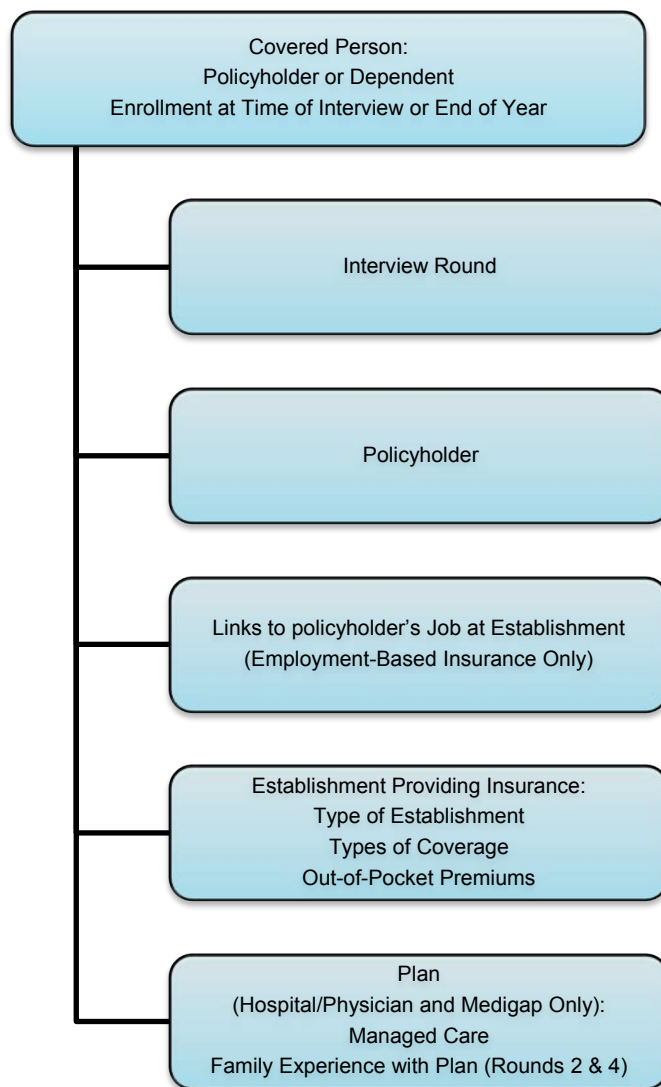 Covered Person:
Policyholder or Dependent
Enrollment at Time of Interview or End of Year
Interview Round
Policyholder
Links to policyholder’s Job at Establishment
(Employment-Based Insurance Only)
Establishment Providing Insurance:
Type of Establishment
Types of Coverage
Out-of-Pocket Premiums
Plan
(Hospital/Physician and Medigap Only):
Managed Care
Family Experience with Plan (Rounds 2 & 4)